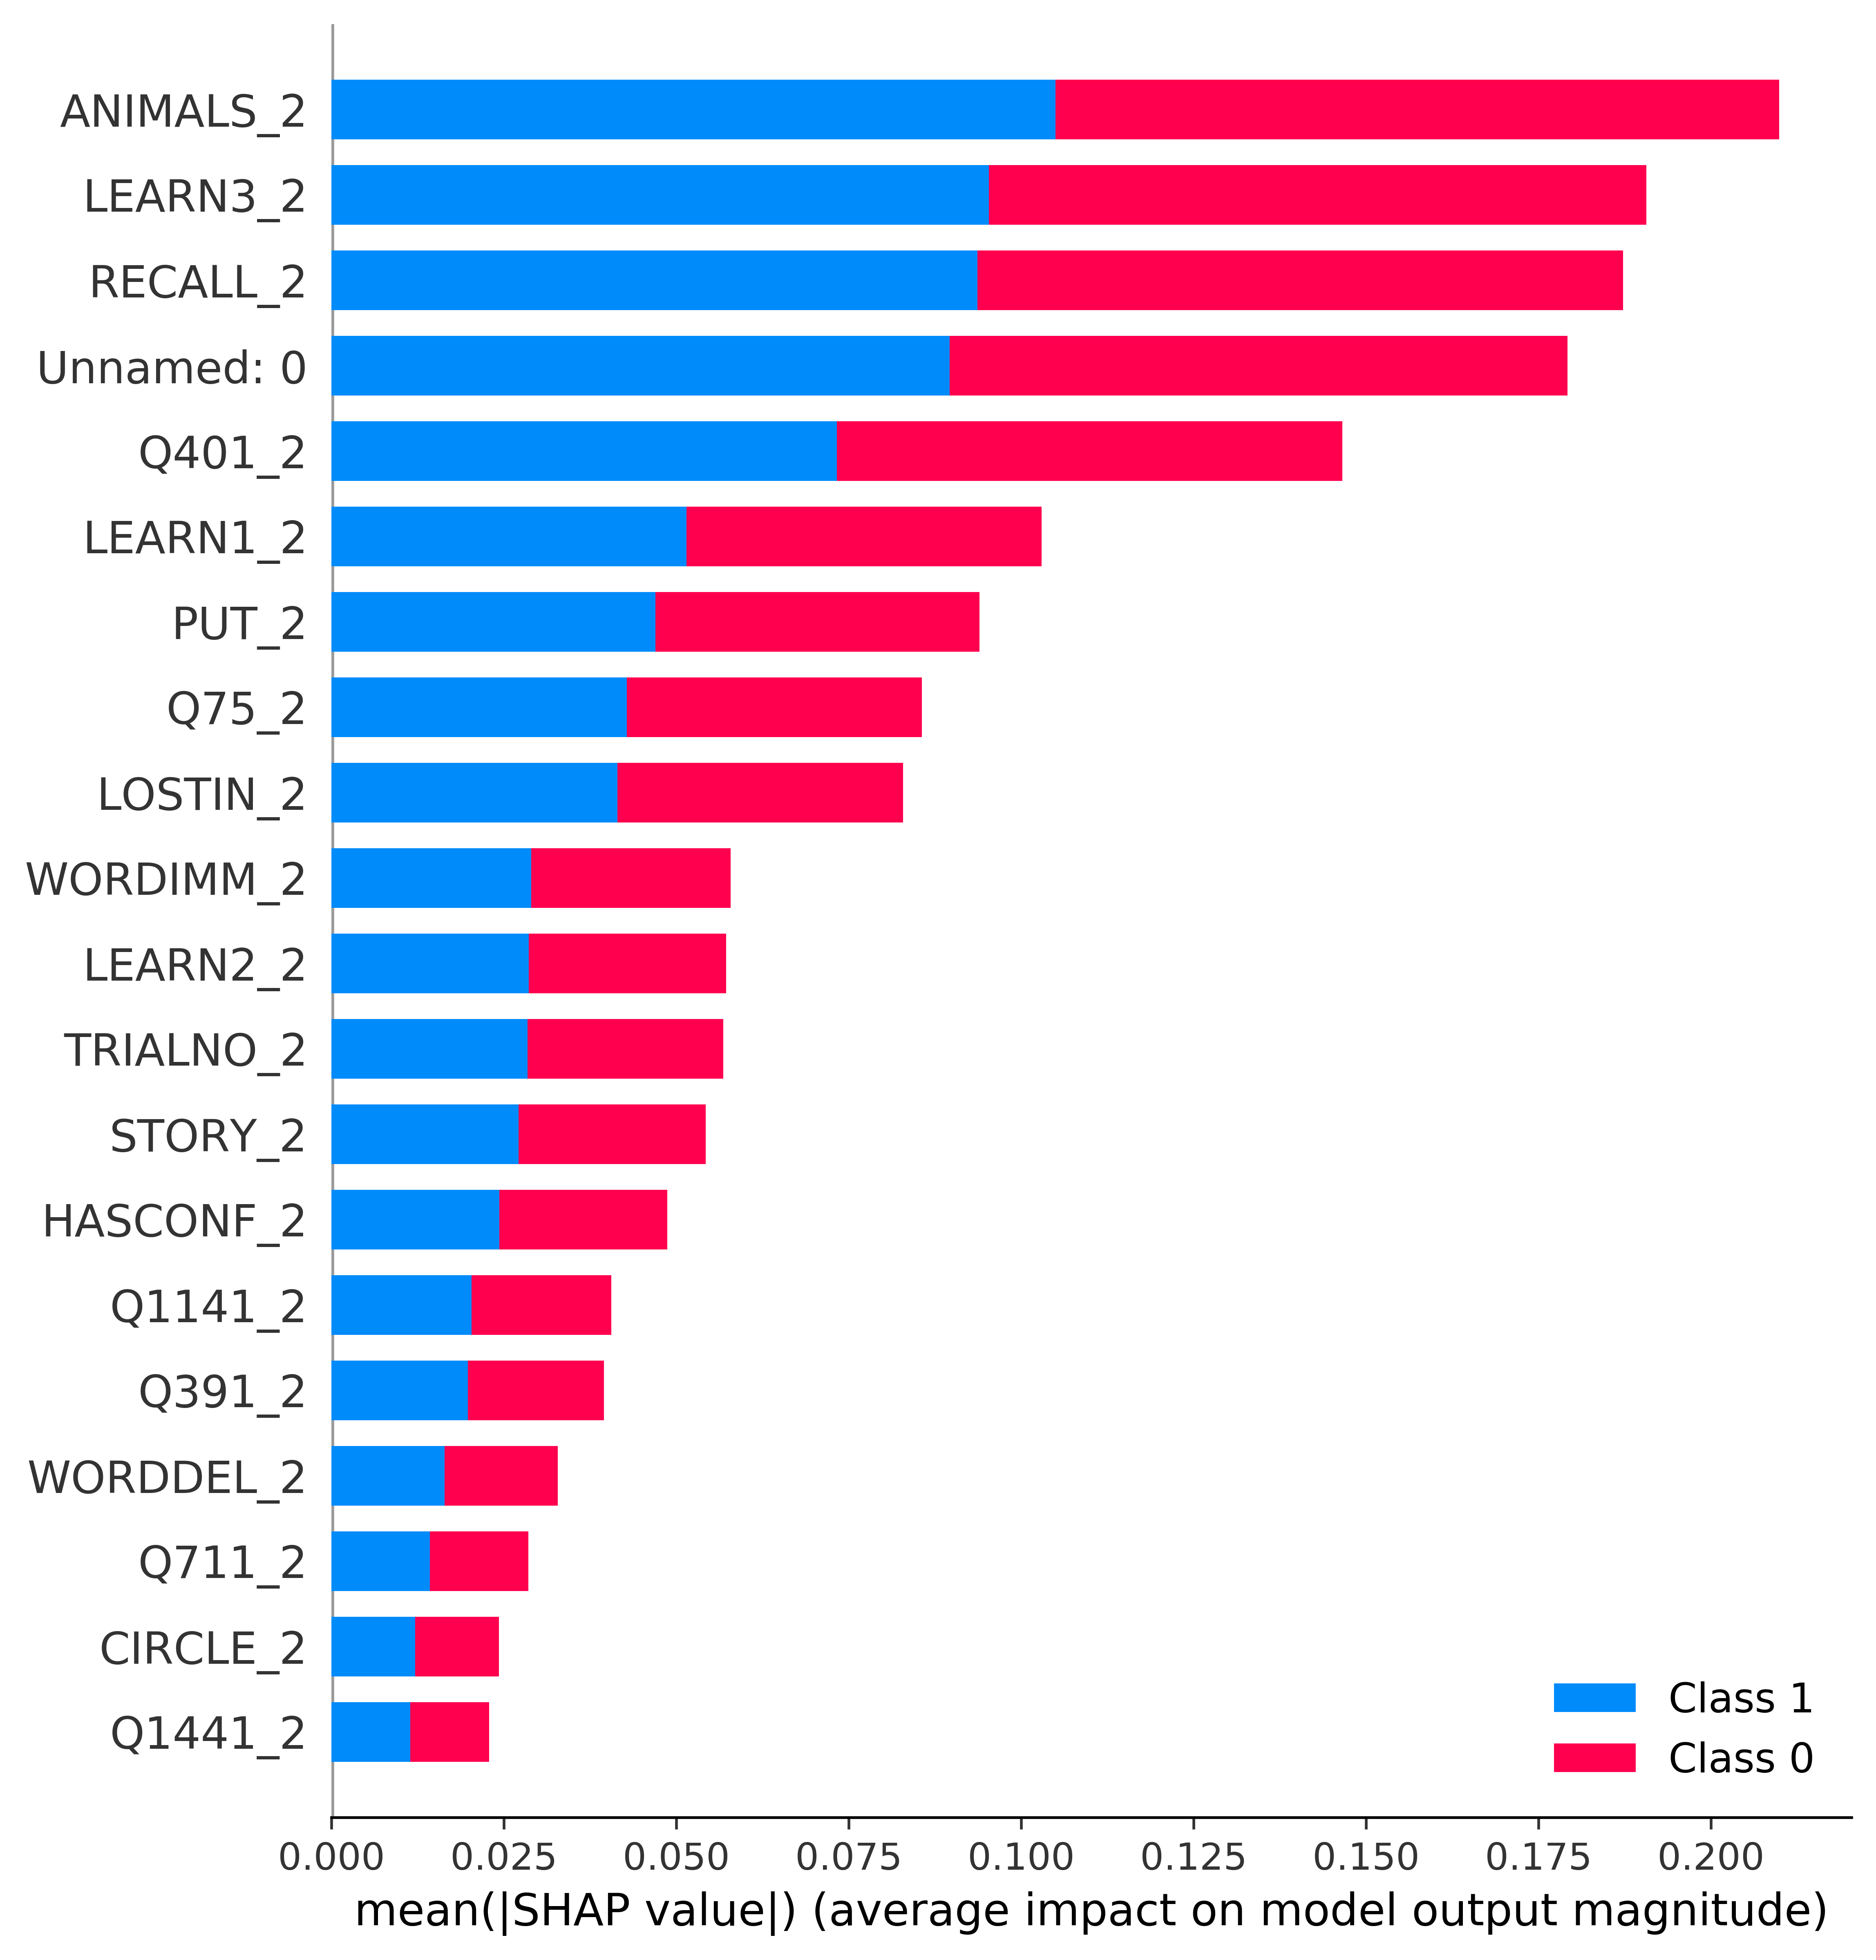 ANIMALS_2
LEARN3_2
RECALL_2
Unnamed: 0
Q401_2
LEARN1_2
PUT_2
Q75_2
LOSTIN_2
WORDIMM_2
LEARN2_2
TRIALNO_2
STORY_2
HASCONF_2
Q1141_2
Q391_2
WORDDEL_2
Q711_2
CIRCLE_2
Q1441_2
Class 1
Class 0
0.000 0.025 0.050 0.075 0.100 0.125 0.150 0.175 0.200
mean(|SHAP value|) (average impact on model output magnitude)